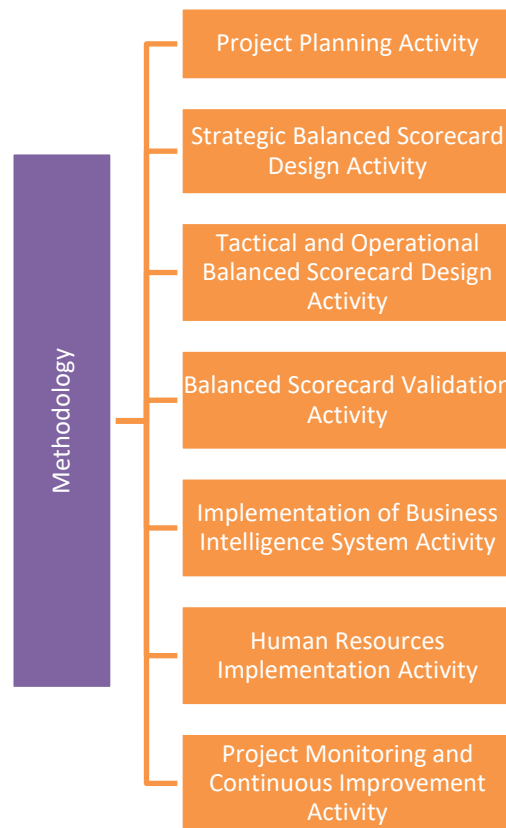 Methodology
Project Planning Activity
Strategic Balanced Scorecard
Design Activity
Tactical and Operational
Balanced Scorecard Design
Activity
Balanced Scorecard Validation
Activity
Implementation of Business
Intelligence System Activity
Human Resources
Implementation Activity
Project Monitoring and
Continuous Improvement
Activity